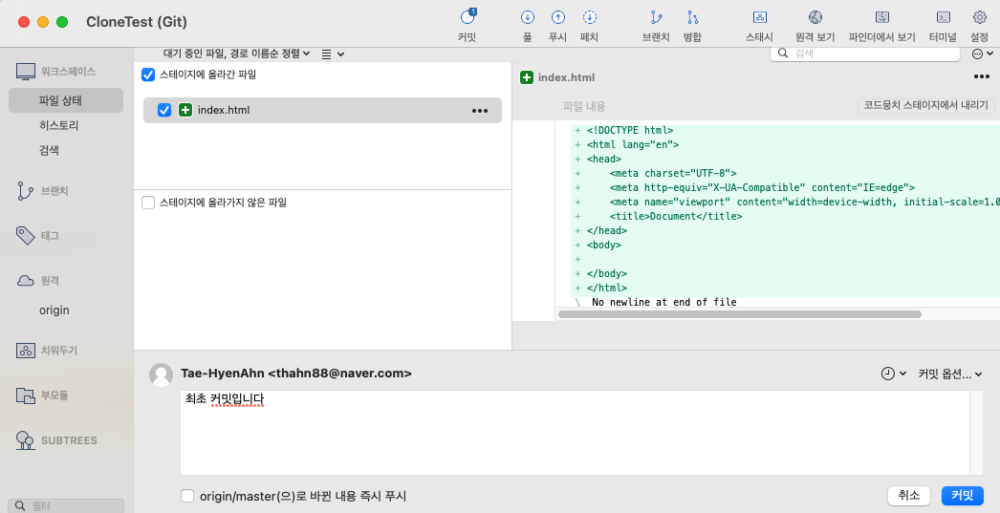 CloneTest (Git)
1
커밋 풀 푸시 페치 브랜치 병합 스태시 원격 보기 파인더에서 보기 터미널 설정
워크스페이스
파일 상태
히스토리
검색
브랜치
태그
원격
origin
치워두기
부모듈
SUBTREES
필터
대기 중인 파일, 경로 이름순 정렬
검색
스테이지에 올라간 파일
index.html
스테이지에 올라가지 않은 파일
index.html
파일 내용 코드뭉치 스테이지에서 내리기
+ <!DOCTYPE html>
+ <html lang="en">
+ <head>
+ <meta charset="UTF-8">
+ <meta http-equiv="X-UA-Compatible" content="IE=edge">
+ <meta name="viewport" content="width=device-width, initial-scale=1.0
+ <title>Document</title>
+ </head>
+ <body>
+
+ </body>
+ </html>
\ No newline at end of file
Tae-HyenAhn <thahn88@naver.com>
커밋 옵션...
최초 커밋입니다
origin/master(으)로 바뀐 내용 즉시 푸시
취소 커밋